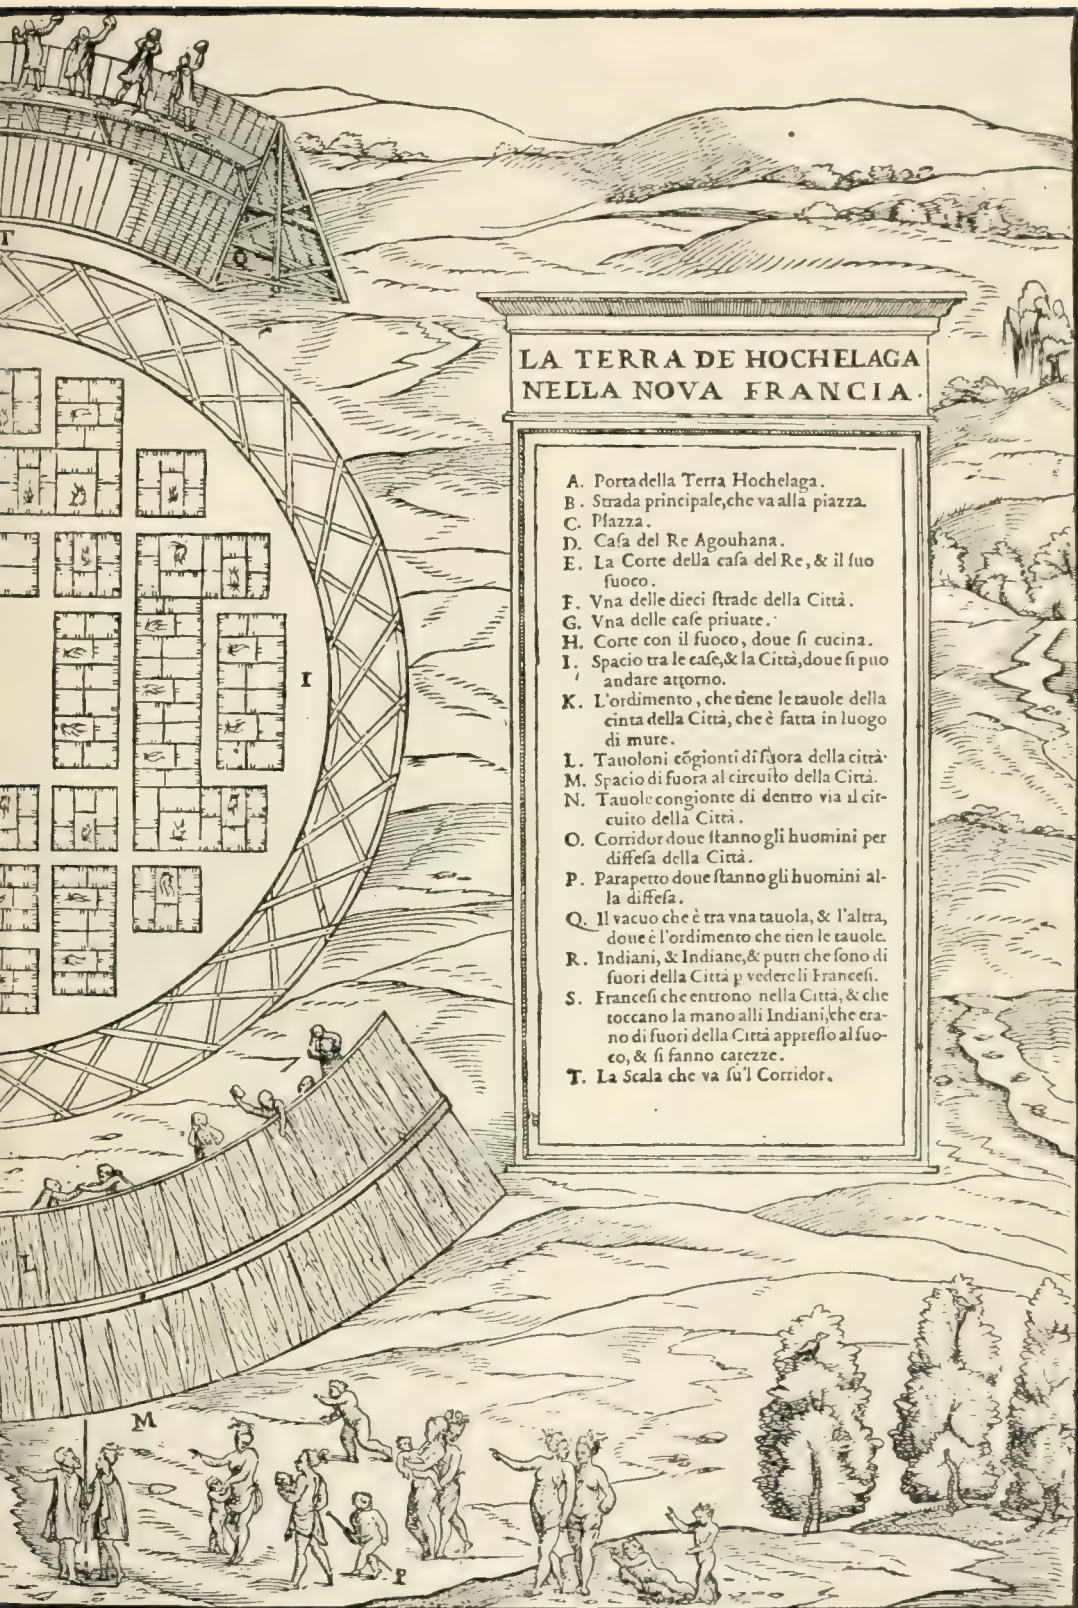 T
Q
LA TERRA DE HOCHELAGA
NELLA NOVA FRANCIA.
A. Porta della Terra Hochelaga.
B. Strada principale, che va alla piazza.
C. Piazza.
D. Caſa del Re Agouhana.
E. La Corte della caſa del Re, & il ſuo
fuoco.
F. Vna delle dieci ſtrade della Città.
G. Vna delle caſe priuate.
H. Corte con il fuoco, doue ſi cucina.
I. Spacio tra le caſe, & la Città, doue ſi puo
andare attorno.
K. L'ordimento, che tiene le tauole della
cinta della Città, che è fatta in luogo
di mure.
L. Tauoloni cõgionti di fuora della città.
M. Spacio di fuora al circuito della Città.
N. Tauole congionte di dentro via il cir-
cuito della Città.
O. Corridor doue ſtanno gli huomini per
diffeſa della Città.
P. Parapetto doue ſtanno gli huomini al-
la diffeſa.
Q. Il vacuo che è tra vna tauola, & l'altra,
doue è l'ordimento che tien le tauole.
R. Indiani, & Indiane, & putti che ſono di
fuori della Città p vedere li Franceſi.
S. Franceſi che entrono nella Città, & che
toccano la mano alli Indiani, che era-
no di fuori della Città appreſſo al fuo-
co, & ſi fanno carezze.
T. La Scala che va ſu'l Corridor.
I
L
M
P